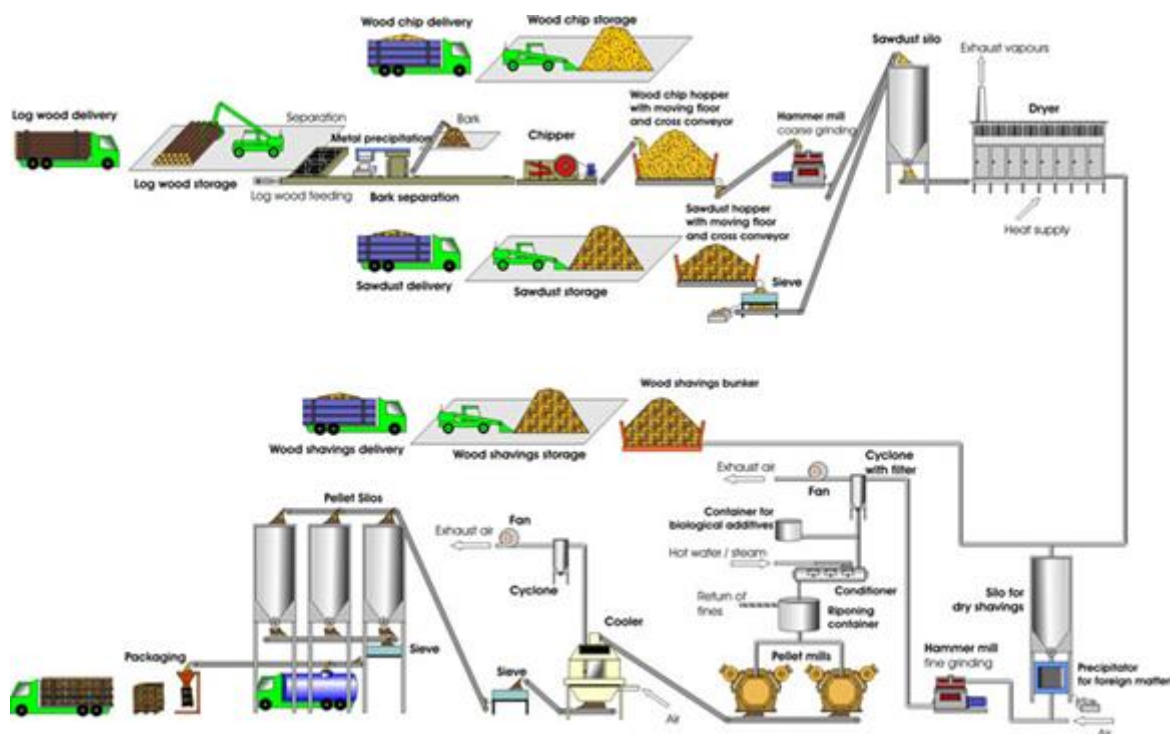 Wood chip delivery
Wood chip storage
Sawdust silo
Exhaust vapours
Dryer
Log wood delivery
Separation
Metal precipitation
Bark
Chipper
Wood chip hopper
with moving floor
and cross conveyor
Hammer mill
coarse grinding
Log wood storage
Log wood feeding
Bark separation
Sawdust hopper
with moving floor
and cross conveyor
Heat supply
Sawdust delivery
Sawdust storage
Sieve
Wood shavings bunker
Wood shavings delivery
Wood shavings storage
Cyclone
with filter
Exhaust air
Fan
Pellet Silos
Fan
Exhaust air
Container for
biological additives
Hot water / steam
Cyclone
Conditioner
Silo for
dry shavings
Return of
fines
Riponing
container
Cooler
Sieve
Packaging
Sieve
Pellet mills
Hammer mill
fine grinding
Precipitator
for foreign matter
Air
Air